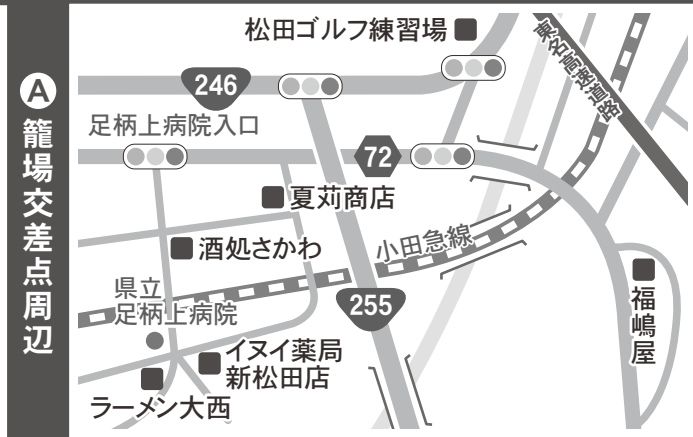 A 籠場交差点周辺
松田ゴルフ練習場
東名高速道路
246
足柄上病院入口
72
夏苅商店
酒処さかわ
小田急線
県立
足柄上病院
255
福嶋屋
イヌイ薬局
新松田店
ラーメン大西